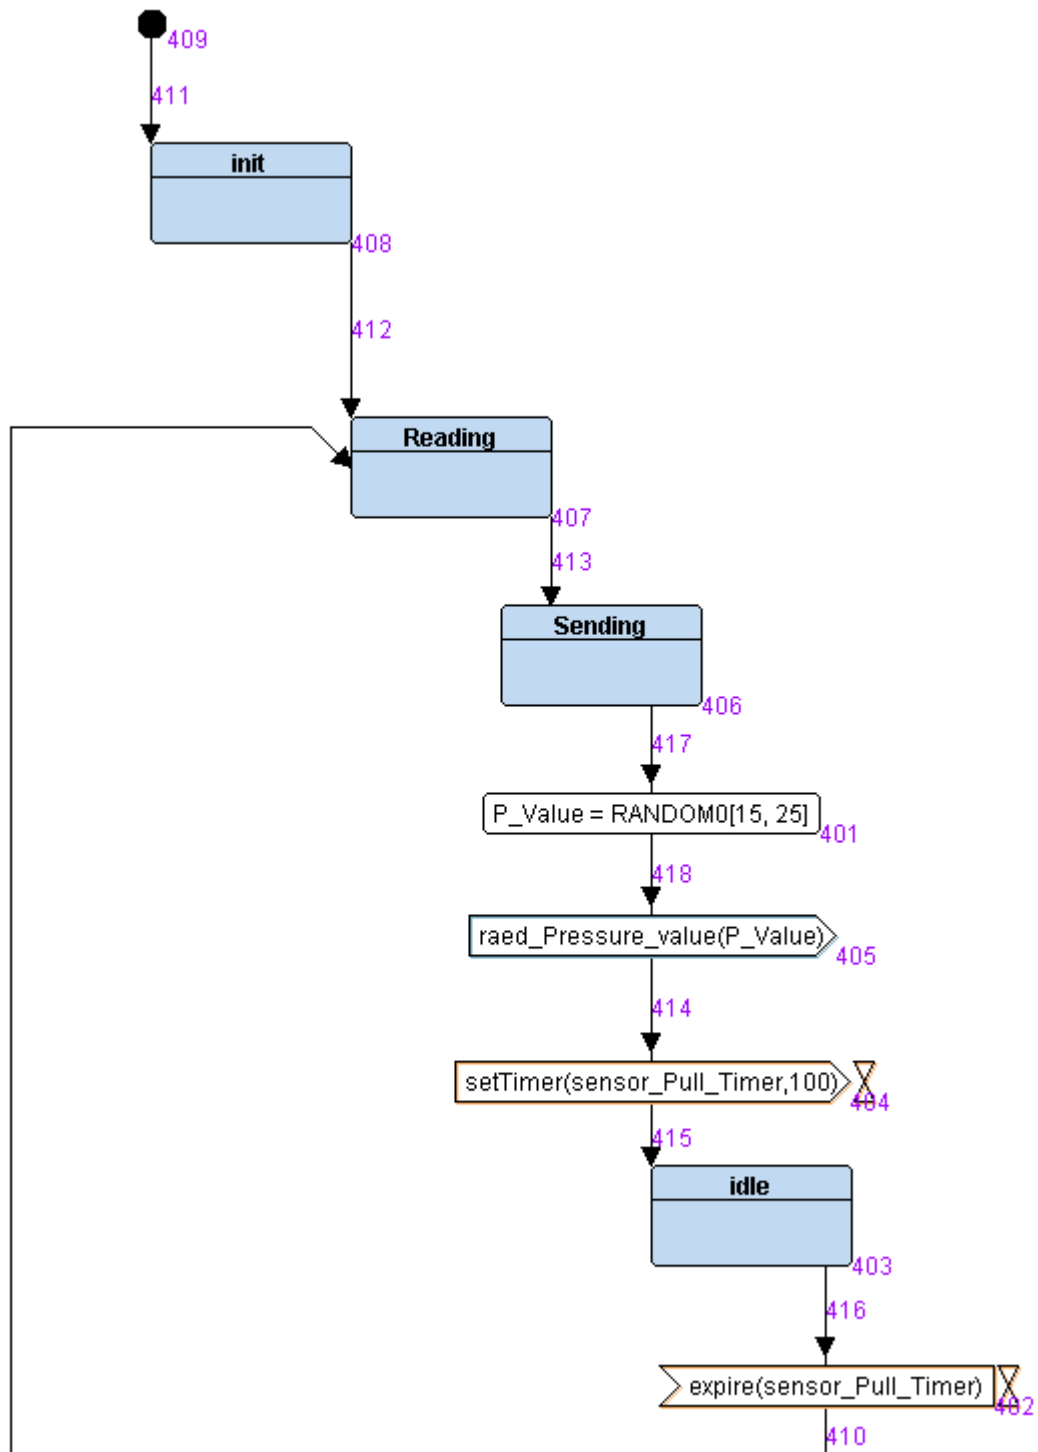 409
411
init
408
412
Reading
407
413
Sending
406
417
P_Value = RANDOM0[15, 25]
401
418
raed_Pressure_value(P_Value)
405
414
setTimer(sensor_Pull_Timer,100)
404
415
idle
403
416
expire(sensor_Pull_Timer)
402
410